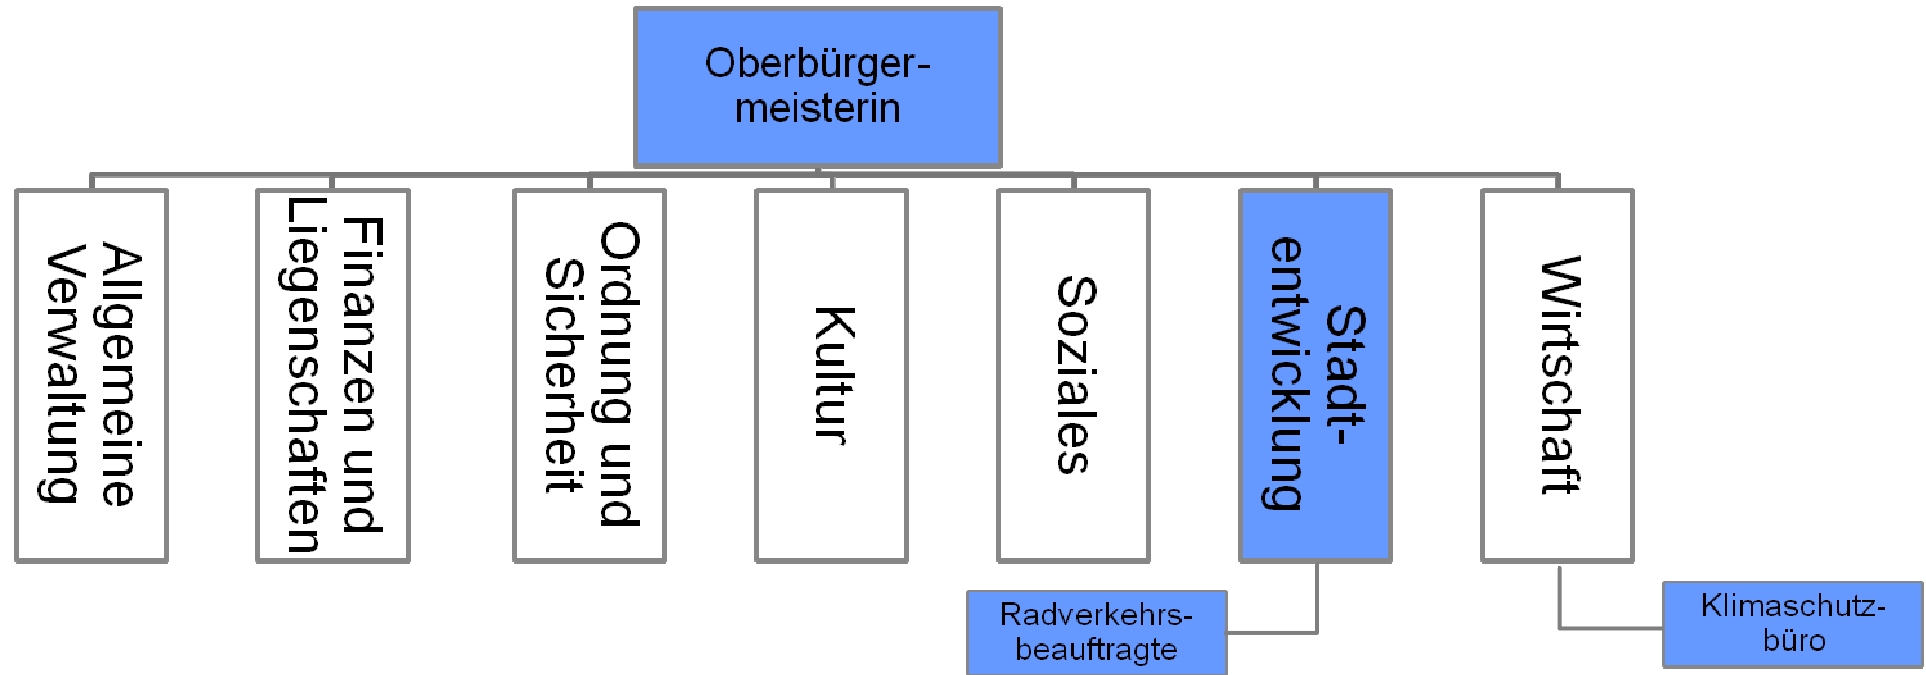 Oberbürger-
meisterin
Allgemeine
Verwaltung
Finanzen und
Liegenschaften
Ordnung und
Sicherheit
Kultur
Soziales
Stadt-
entwicklung
Wirtschaft
Radverkehrs-
beauftragte
Klimaschutz-
büro